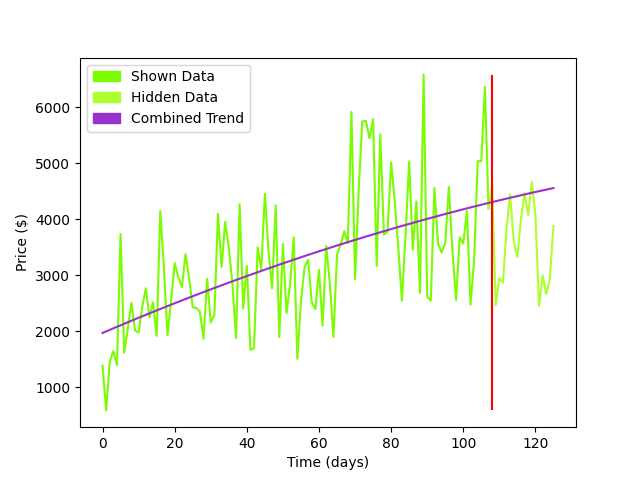 Shown Data
Hidden Data
Combined Trend
Price ($)
6000
5000
4000
3000
2000
1000
0 20 40 60 80 100 120
Time (days)